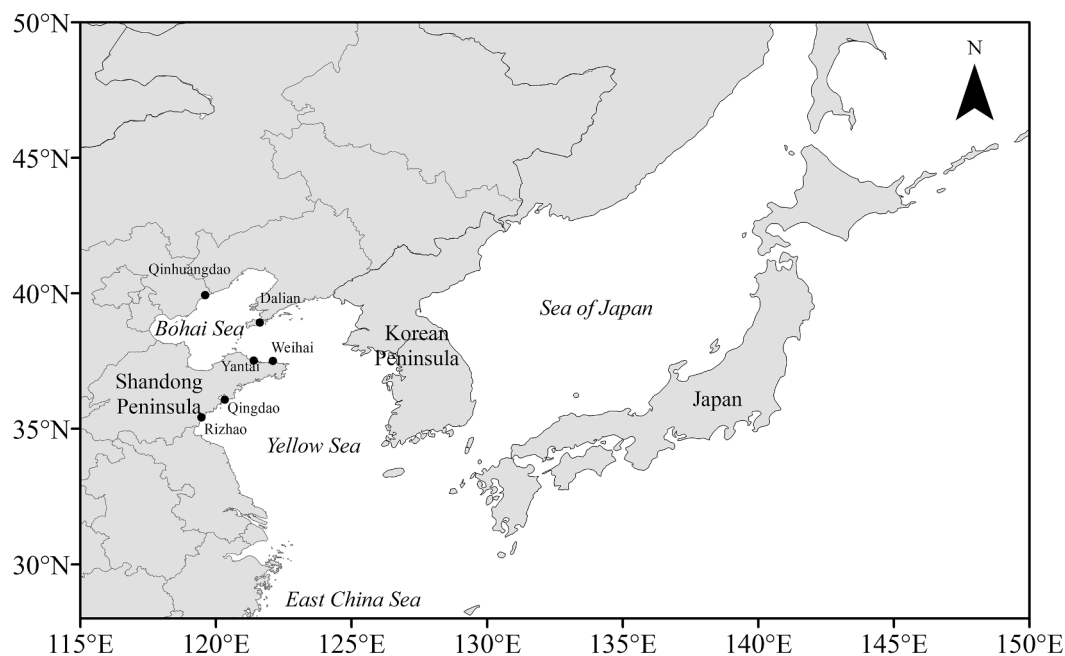 50°N
N
45°N
Qinhuangdao
40°N
Dalian
Sea of Japan
Bohai Sea
Korean
Peninsula
Weihai
Yantai
Shandong
Peninsula
Japan
Qingdao
Rizhao
35°N
Yellow Sea
30°N
East China Sea
115°E 120°E 125°E 130°E 135°E 140°E 145°E 150°E